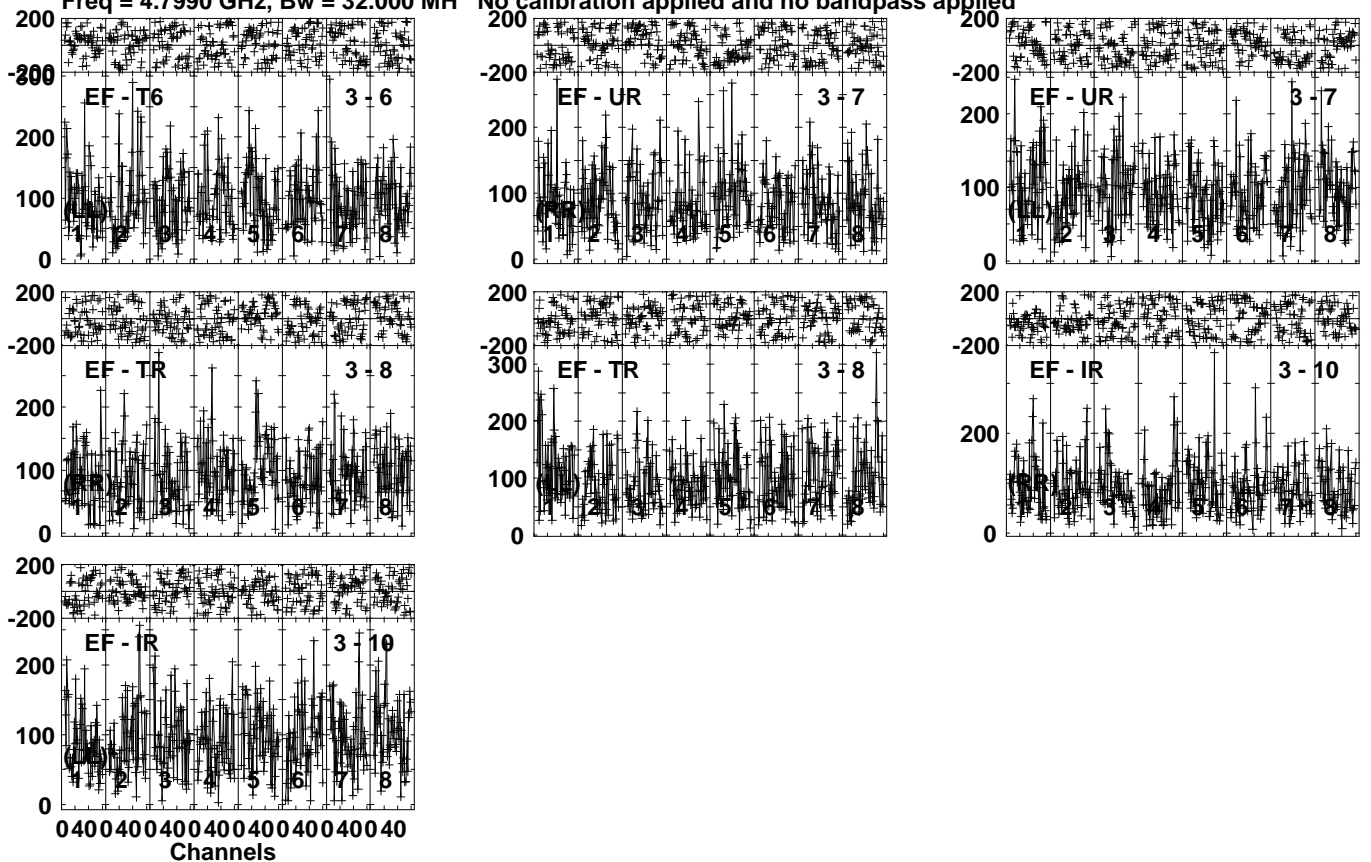 Freq = 4.7990 GHz, Bw = 32.000 MH No calibration applied and no bandpass applied
200
-200
300
EF - T6 3 - 6
200
100
(LL)
1 2 3 4 5 6 7 8
0
200
-200
EF - UR 3 - 7
200
100
(RR)
1 2 3 4 5 6 7 8
0
200
-200
EF - UR 3 - 7
200
100
(LL)
1 2 3 4 5 6 7 8
0
200
-200
EF - TR 3 - 8
200
100
(RR)
1 2 3 4 5 6 7 8
0
200
-200
300
EF - TR 3 - 8
200
100
(LL)
1 2 3 4 5 6 7 8
0
200
-200
EF - IR 3 - 10
200
(RR)
1 2 3 4 5 6 7 8
0
200
-200
EF - IR 3 - 10
200
100
(LL)
1 2 3 4 5 6 7 8
0
0 40 0 40 0 40 0 40 0 40 0 40 0 40 0 40
Channels